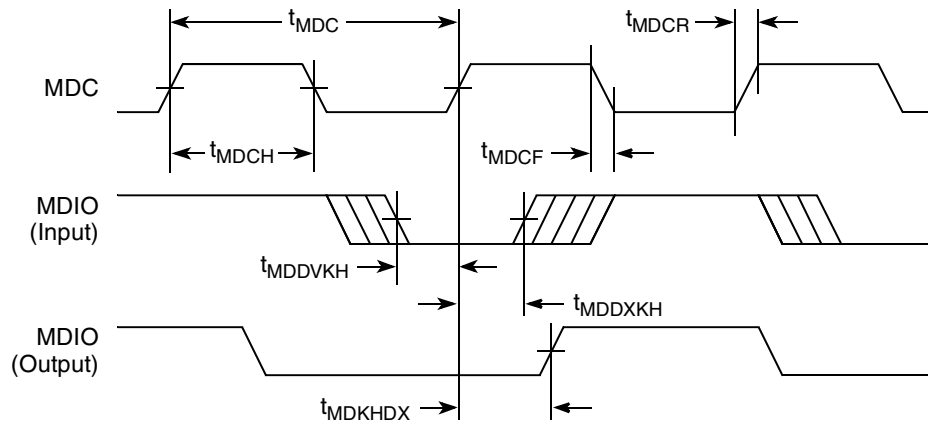 tMDC
tMDCR
MDC
tMDCH
tMDCF
MDIO
(Input)
tMDDVKH
tMDDXKH
MDIO
(Output)
tMDKHDX